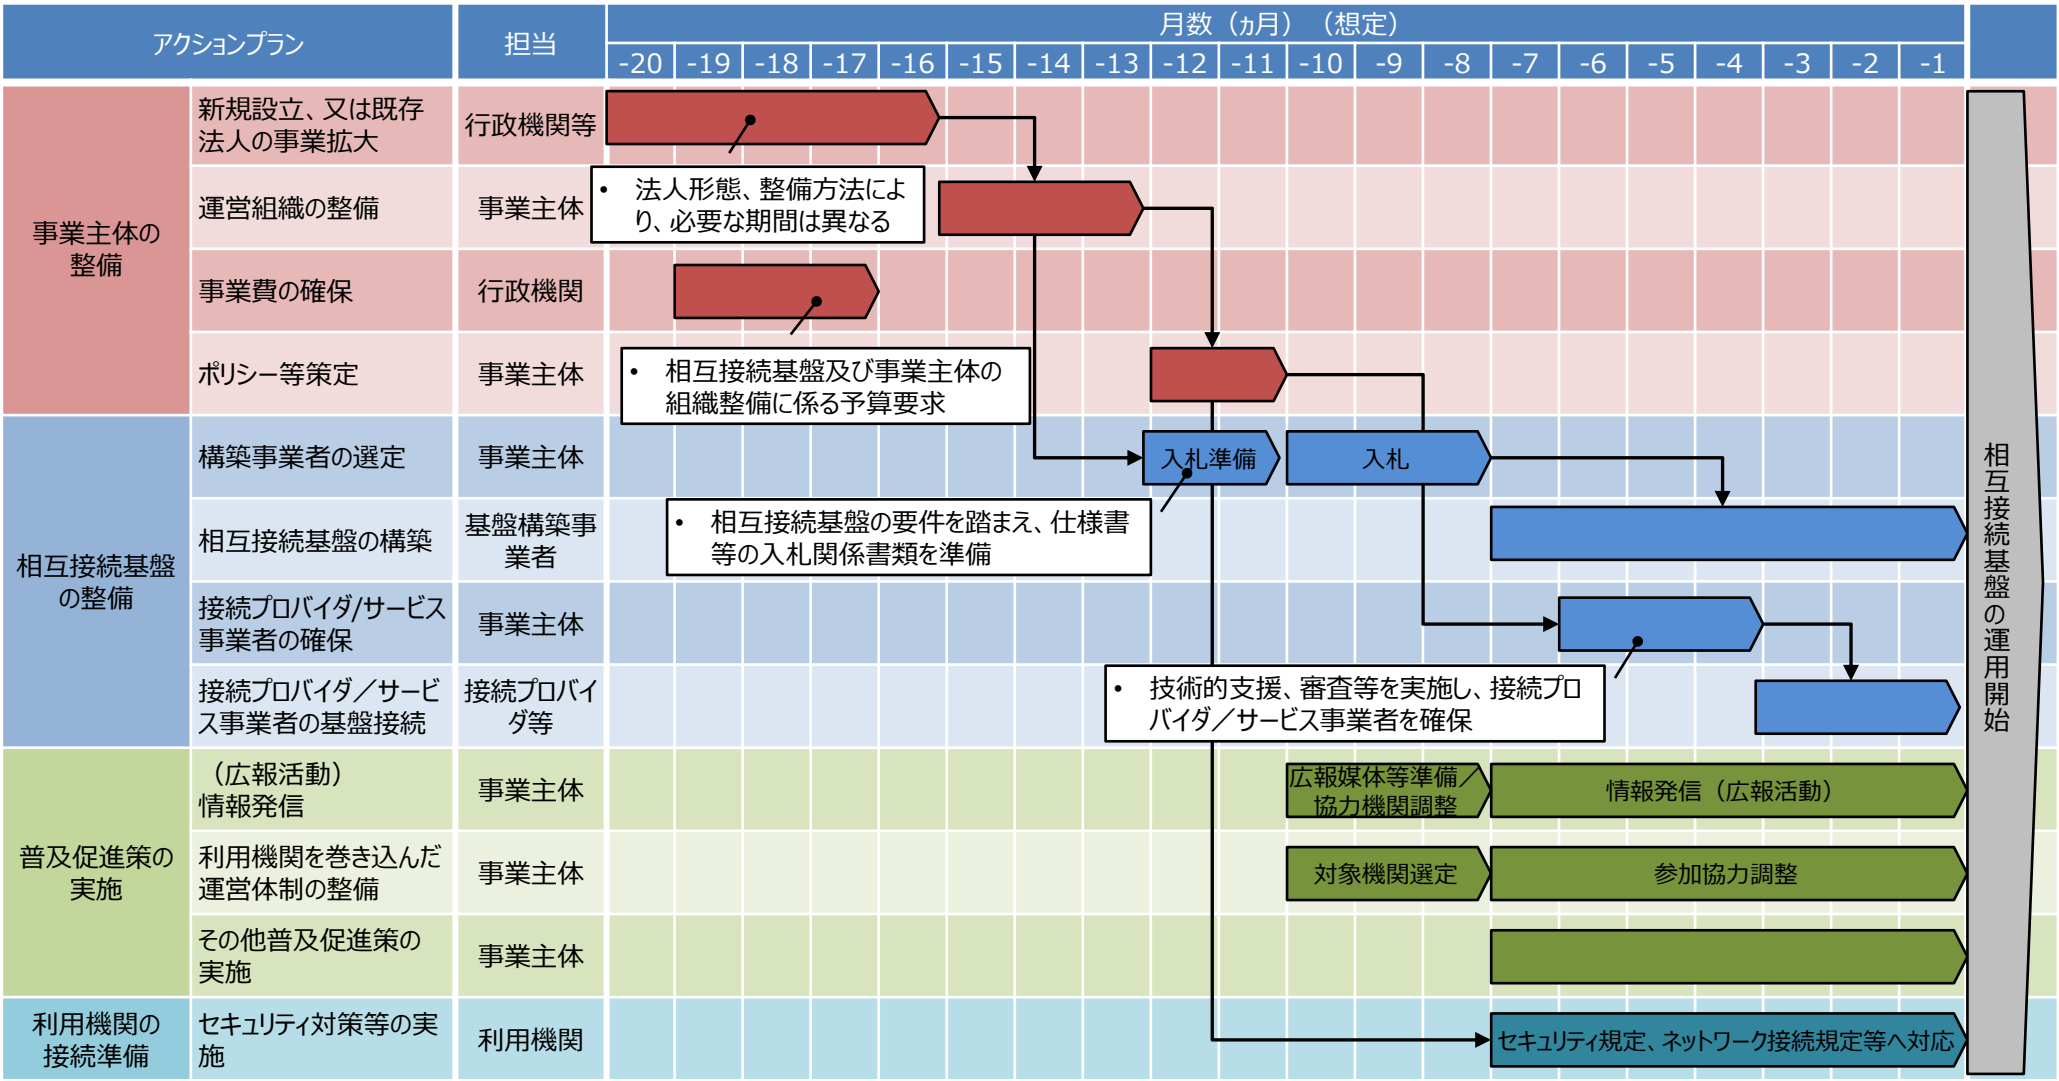 アクションプラン
担当
月数（ヵ月）（想定）
-20 -19 -18 -17 -16 -15 -14 -13 -12 -11 -10 -9 -8 -7 -6 -5 -4 -3 -2 -1
事業主体の
整備
新規設立、又は既存
法人の事業拡大
行政機関等
• 法人形態、整備方法によ
り、必要な期間は異なる
運営組織の整備
事業主体
事業費の確保
行政機関
• 相互接続基盤及び事業主体の
組織整備に係る予算要求
ポリシー等策定
事業主体
相互接続基盤
の整備
構築事業者の選定
事業主体
入札準備
入札
• 相互接続基盤の要件を踏まえ、仕様書
等の入札関係書類を準備
相互接続基盤の構築
基盤構築事
業者
接続プロバイダ/サービス
事業者の確保
事業主体
• 技術的支援、審査等を実施し、接続プロ
バイダ／サービス事業者を確保
接続プロバイダ／サービ
ス事業者の基盤接続
接続プロバイ
ダ等
普及促進策の
実施
（広報活動）
情報発信
事業主体
広報媒体等準備／
協力機関調整
情報発信（広報活動）
利用機関を巻き込んだ
運営体制の整備
事業主体
対象機関選定
参加協力調整
その他普及促進策の
実施
事業主体
利用機関の
接続準備
セキュリティ対策等の実
施
利用機関
セキュリティ規定、ネットワーク接続規定等へ対応
相互接続基盤の運用開始